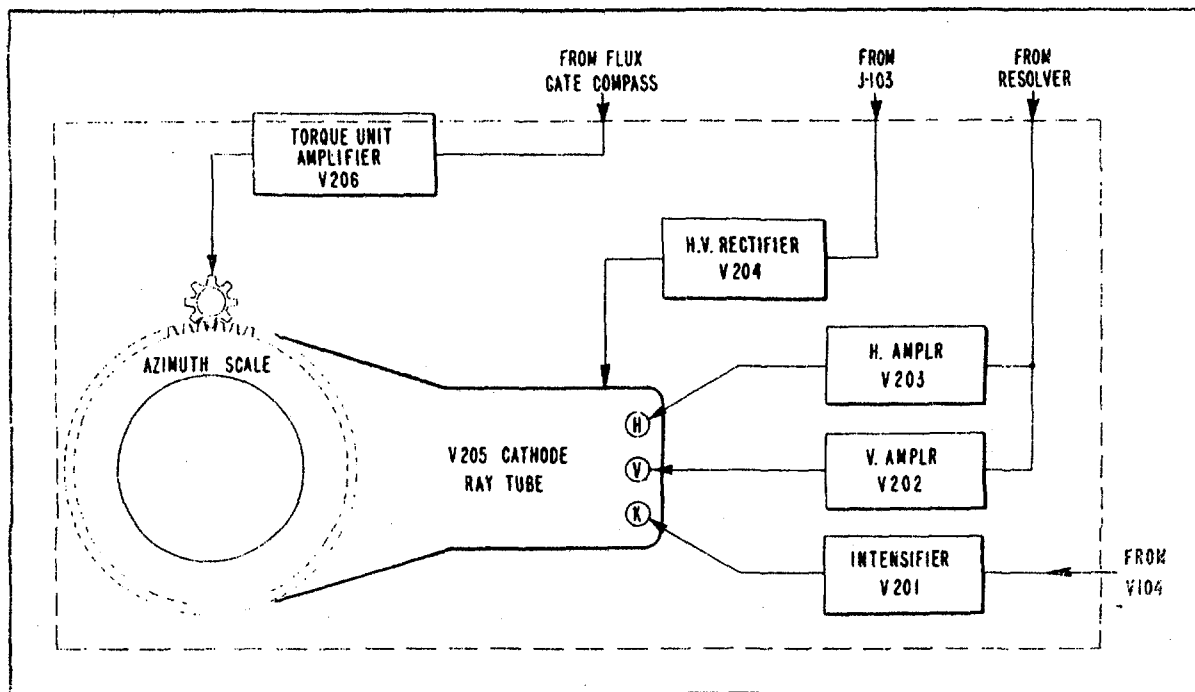 FROM FLUX
GATE COMPASS
FROM
J-103
FROM
RESOLVER
TORQUE UNIT
AMPLIFIER
V206
H.V. RECTIFIER
V204
AZIMUTH SCALE
H. AMPLR
V203
H
V205 CATHODE
RAY TUBE
V
V. AMPLR
V202
K
INTENSIFIER
V201
FROM
V104